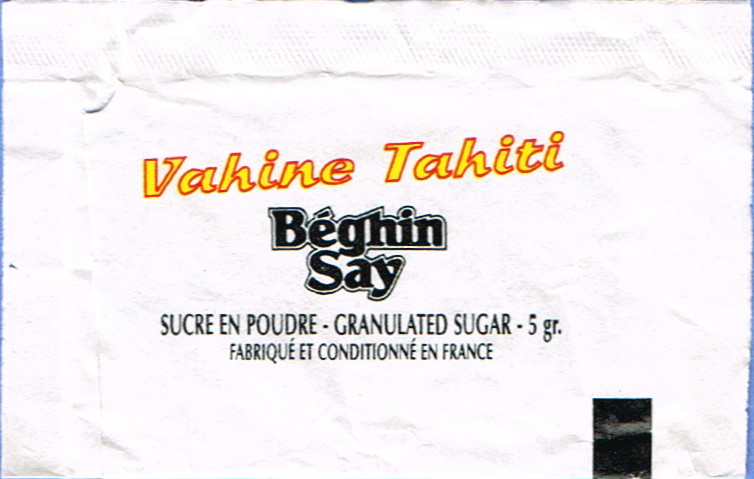 Vahine Tahiti
Béghin
Say
SUCRE EN POUDRE - GRANULATED SUGAR - 5 gr.
FABRIQUÉ ET CONDITIONNÉ EN FRANCE